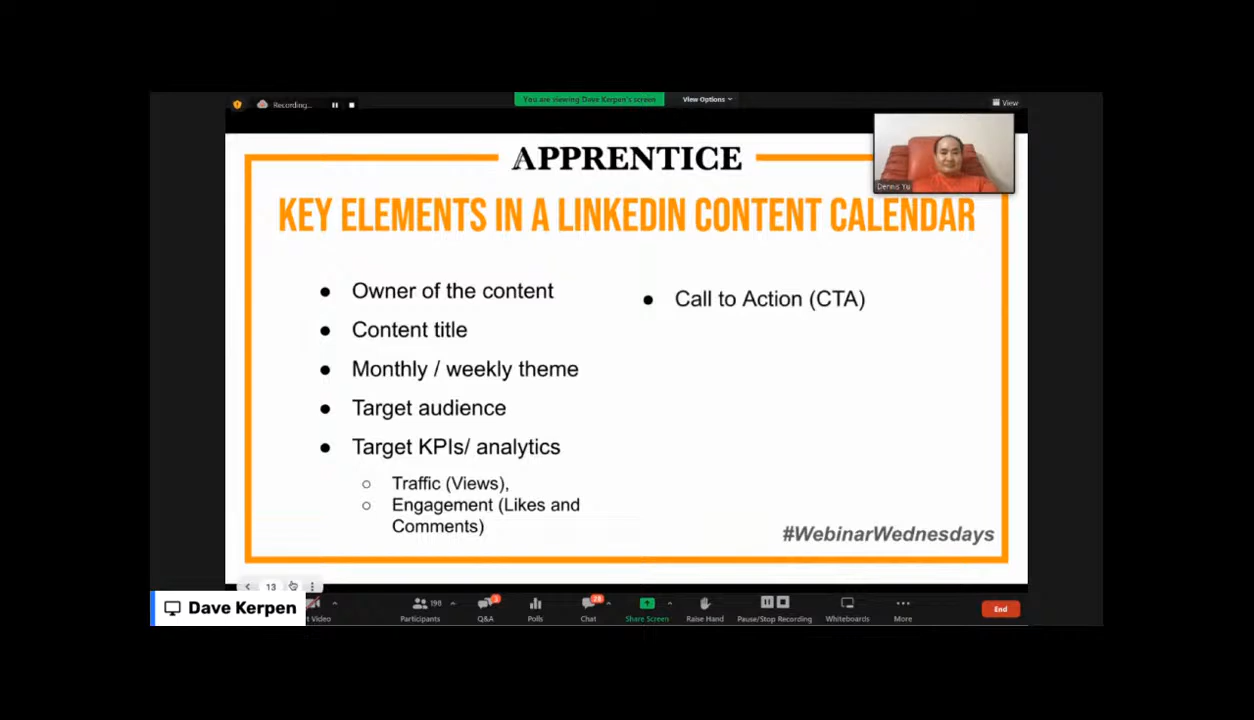 Recording...
You are viewing Dave Kerpen's screen
View Options
View
APPRENTICE
Dennis Yu
KEY ELEMENTS IN A LINKEDIN CONTENT CALENDAR
Owner of the content
Content title
Monthly / weekly theme
Target audience
Target KPIs/ analytics
Traffic (Views),
Engagement (Likes and
Comments)
Call to Action (CTA)
#WebinarWednesdays
13
Dave Kerpen
t Video
198
Participants
Q&A
Polls
Chat
Share Screen
Raise Hand
Pause/Stop Recording
Whiteboards
More
End